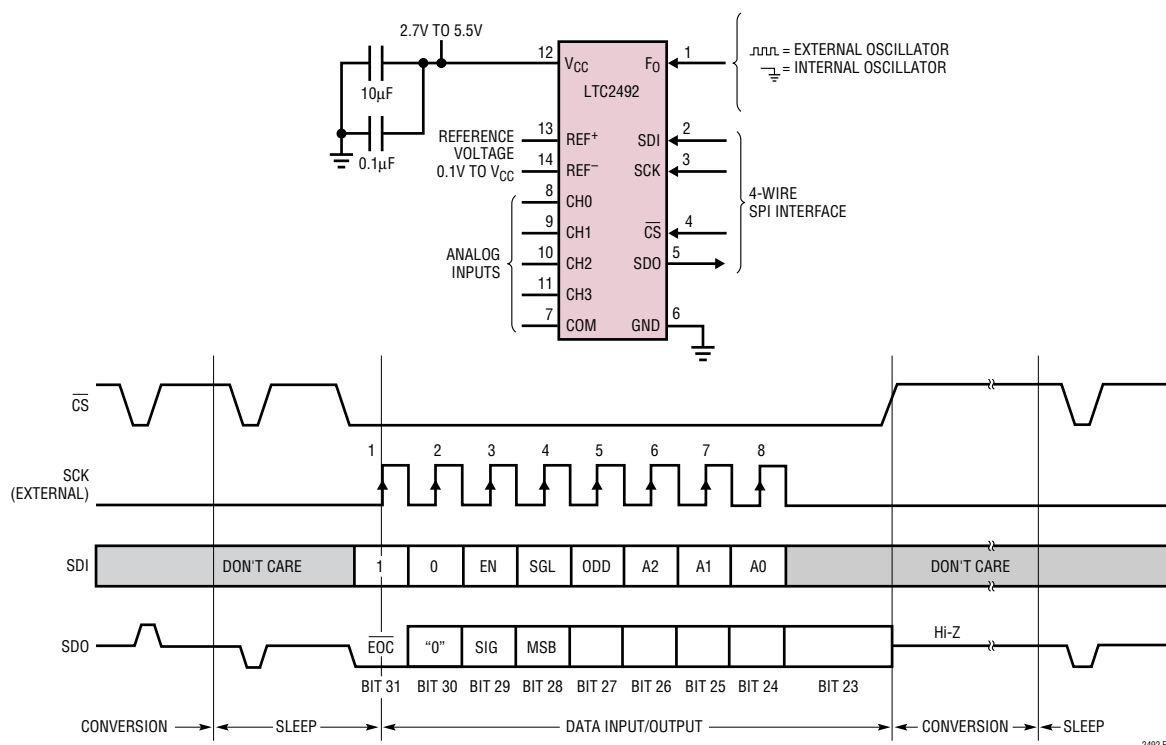 2.7V TO 5.5V
10µF
0.1µF
REFERENCE
VOLTAGE
0.1V TO VCC
ANALOG
INPUTS
12
13
14
8
9
10
11
7
VCC
FO
LTC2492
REF+
SDI
REF–
SCK
CH0
CH1
CS
CH2
SDO
CH3
COM
GND
1
2
3
4
5
6
= EXTERNAL OSCILLATOR
= INTERNAL OSCILLATOR
4-WIRE
SPI INTERFACE
CS
SCK
(EXTERNAL)
1 2 3 4 5 6 7 8
SDI
DON'T CARE
1 0 EN SGL ODD A2 A1 A0
DON'T CARE
SDO
EOC "0" SIG MSB
Hi-Z
BIT 31 BIT 30 BIT 29 BIT 28 BIT 27 BIT 26 BIT 25 BIT 24 BIT 23
CONVERSION SLEEP DATA INPUT/OUTPUT CONVERSION SLEEP